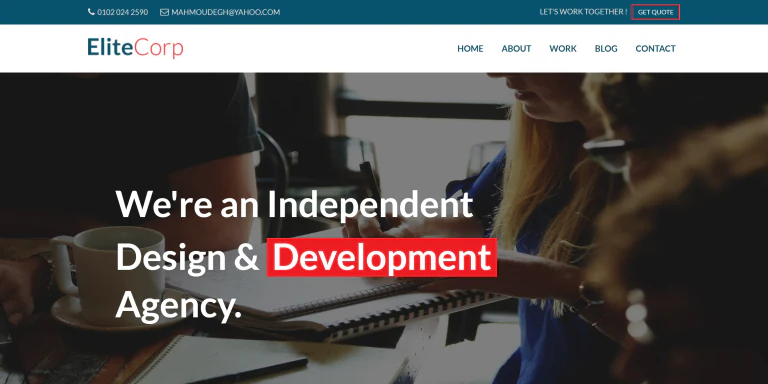 0102 024 2590 MAHMOUDEGH@YAHOO.COM LET'S WORK TOGETHER ! GET QUOTE
EliteCorp HOME ABOUT WORK BLOG CONTACT
We're an Independent
Design & Development
Agency.